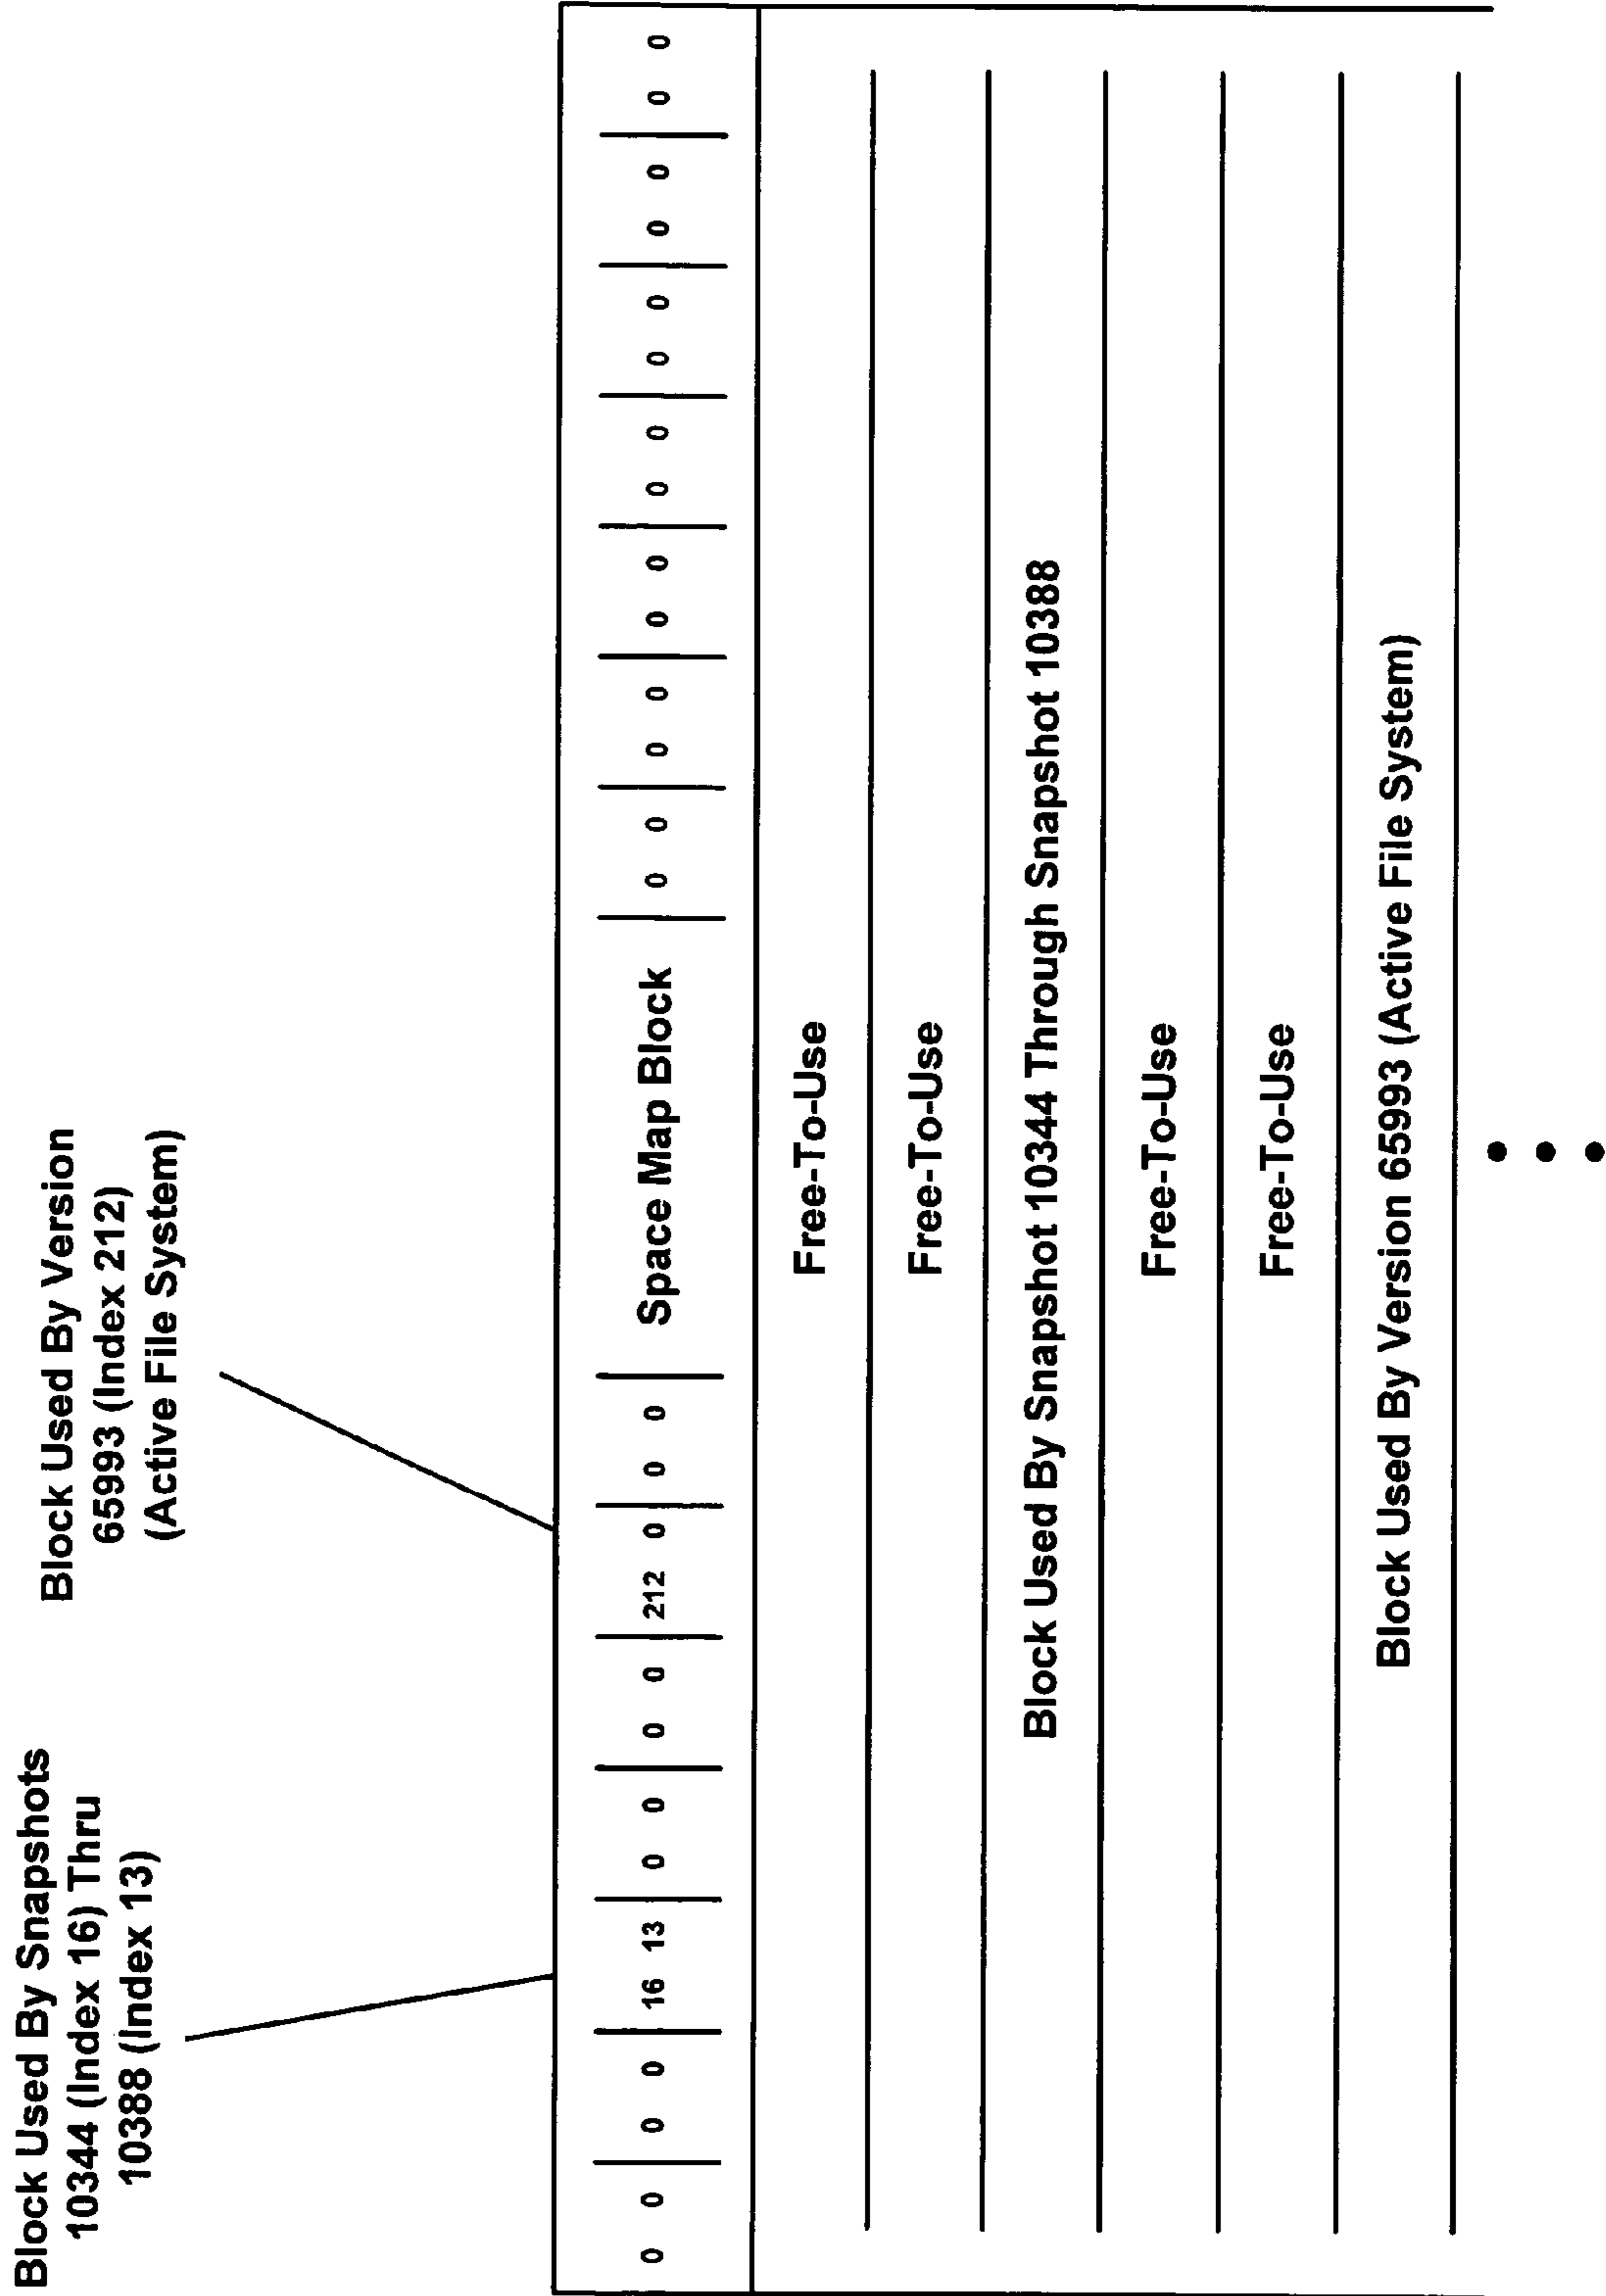 Block Used By Snapshots
10344 (Index 16) Thru
10388 (Index 13)
Block Used By Version
65993 (Index 212)
(Active File System)
0 0 0 0 16 13 0 0 0 0 212 0 0 0 Space Map Block 0 0 0 0 0 0 0 0 0 0 0 0 0 0
Free-To-Use
Free-To-Use
Block Used By Snapshot 10344 Through Snapshot 10388
Free-To-Use
Free-To-Use
Block Used By Version 65993 (Active File System)